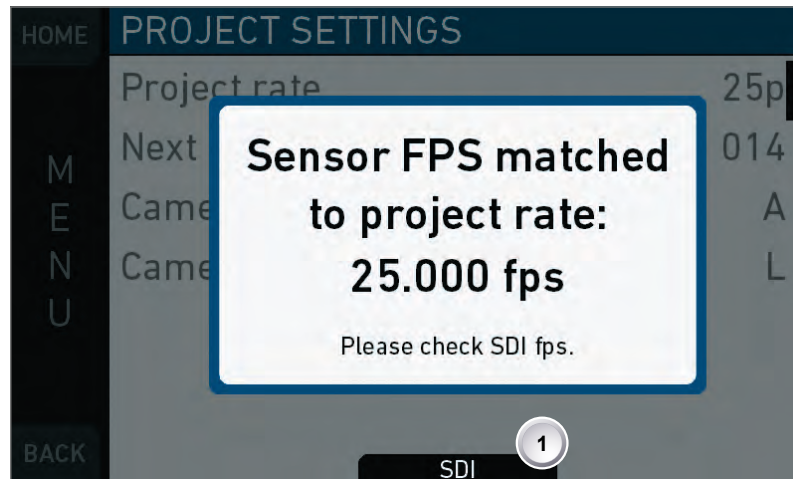 HOME
PROJECT SETTINGS
Project rate
25p
Next
014
Came
A
Came
L
MENU
Sensor FPS matched
to project rate:
25.000 fps
Please check SDI fps.
1
BACK
SDI